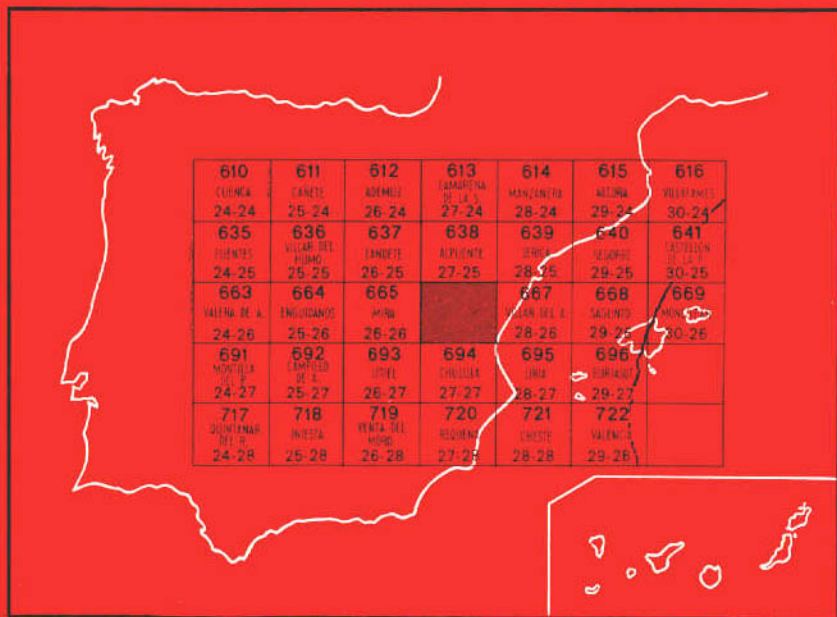 610 611 612 613 614 615 616
CUENCA CAÑETE ADEMUZ CAMARENA DE LA S. MANZANERA ALCORA VILLAFAMES
24-24 25-24 26-24 27-24 28-24 29-24 30-24
635 636 637 638 639 640 641
FUENTES VILLAR DEL HUMO LANDETE ALPUENTE JERICA SEGORBE CASTELLON DE LA P.
24-25 25-25 26-25 27-25 28-25 29-25 30-25
663 664 665 667 668 669
VALERA DE A. ENGUIDANOS MIRA VILLAR DEL A. SAGUNTO
24-26 25-26 26-26 28-26 29-26 30-26
691 692 693 694 695 696
MONTILLA DEL P. CAMPILLO DE A. UTIEL CHULILLA LIRIA BURJASOT
24-27 25-27 26-27 27-27 28-27 29-27
717 718 719 720 721 722
QUINTANAR DEL R. INIESTA VENTA DEL MORO REQUENA CHESTE VALENCIA
24-28 25-28 26-28 27-28 28-28 29-28